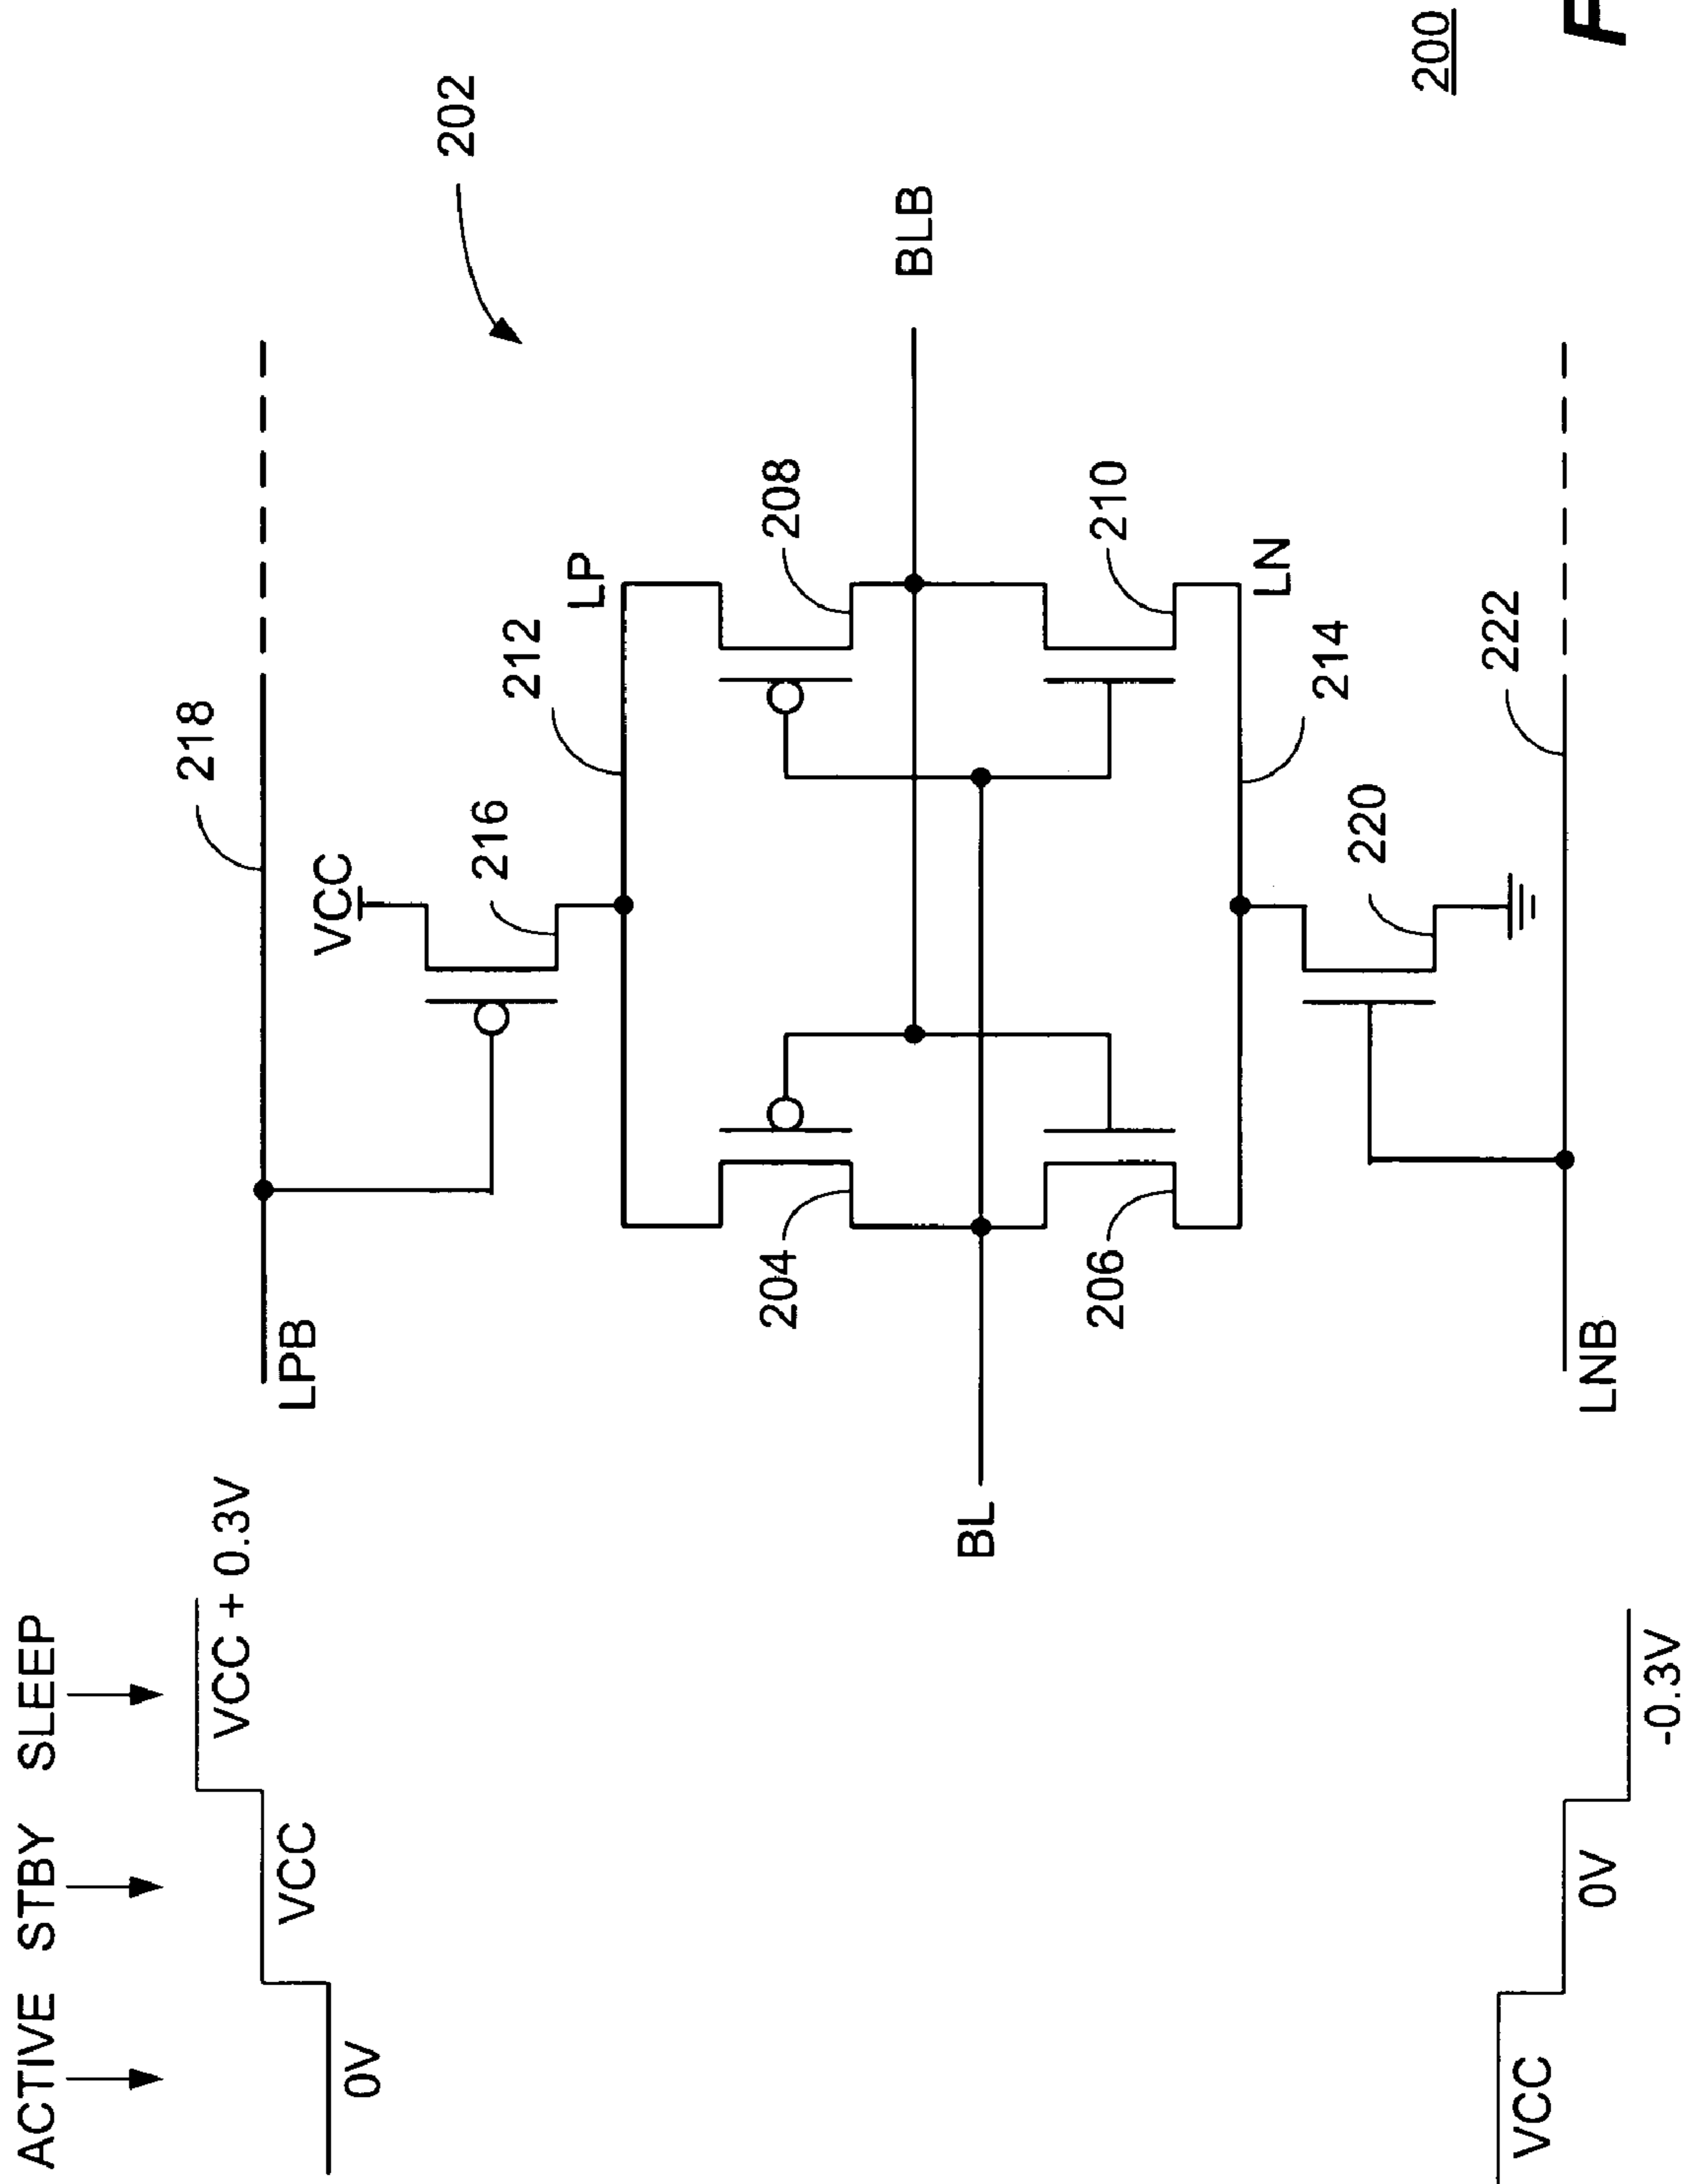 ACTIVE STBY SLEEP
VCC + 0.3V
VCC
0V
LPB
218
202
VCC
216
212
LP
204
208
BL
BLB
206
210
LN
214
220
222
LNB
VCC
0V
-0.3V
200